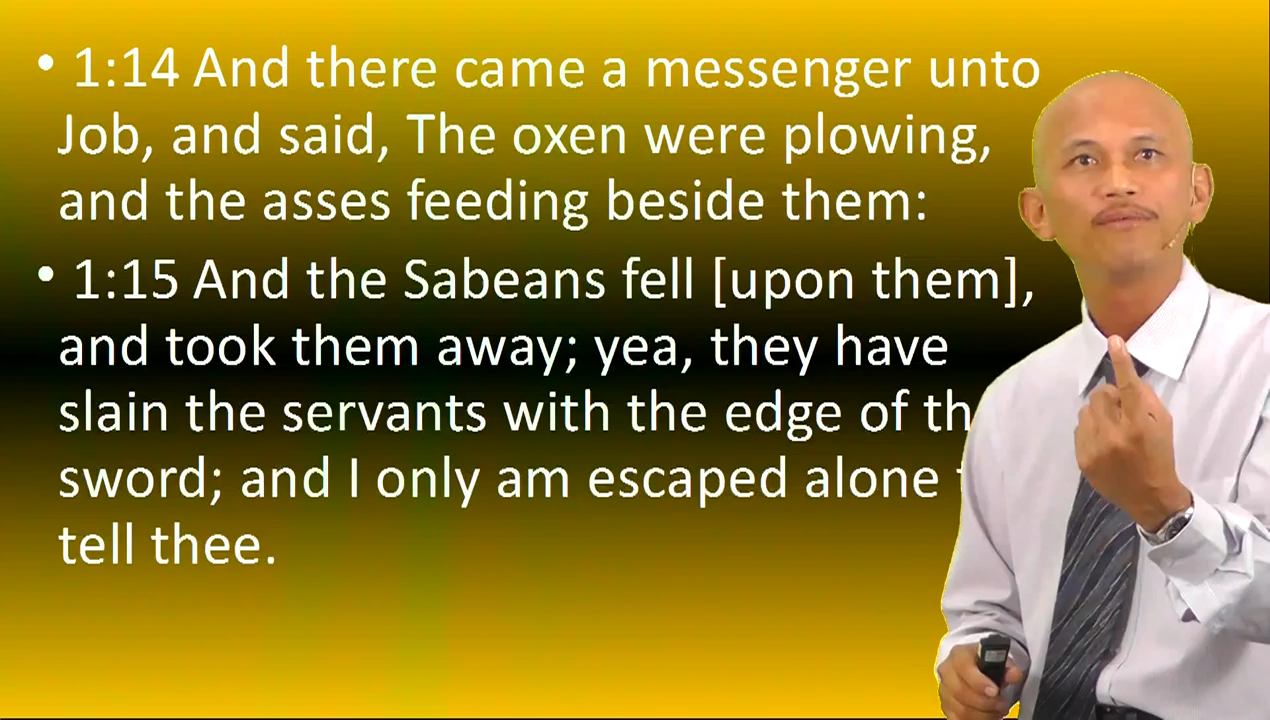 • 1:14 And there came a messenger unto
Job, and said, The oxen were plowing,
and the asses feeding beside them:
• 1:15 And the Sabeans fell [upon them],
and took them away; yea, they have
slain the servants with the edge of th
sword; and I only am escaped alone
tell thee.